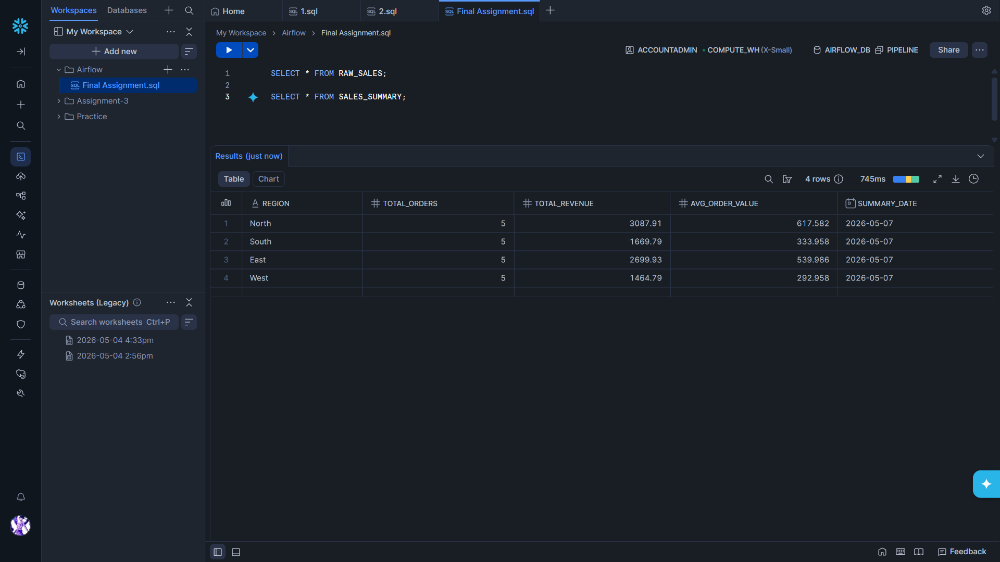 Workspaces Databases
Home
1.sql
2.sql
Final Assignment.sql
My Workspace
Add new
Airflow
Final Assignment.sql
Assignment-3
Practice
Worksheets (Legacy)
Search worksheets Ctrl+P
2026-05-04 4:33pm
2026-05-04 2:56pm
My Workspace > Airflow > Final Assignment.sql
ACCOUNTADMIN COMPUTE_WH (X-Small) AIRFLOW_DB PIPELINE Share
1 SELECT * FROM RAW_SALES;
2
3 SELECT * FROM SALES_SUMMARY;
Results (just now)
Table Chart 4 rows 745ms
REGION TOTAL_ORDERS TOTAL_REVENUE AVG_ORDER_VALUE SUMMARY_DATE
1 North 5 3087.91 617.582 2026-05-07
2 South 5 1669.79 333.958 2026-05-07
3 East 5 2699.93 539.986 2026-05-07
4 West 5 1464.79 292.958 2026-05-07
Feedback